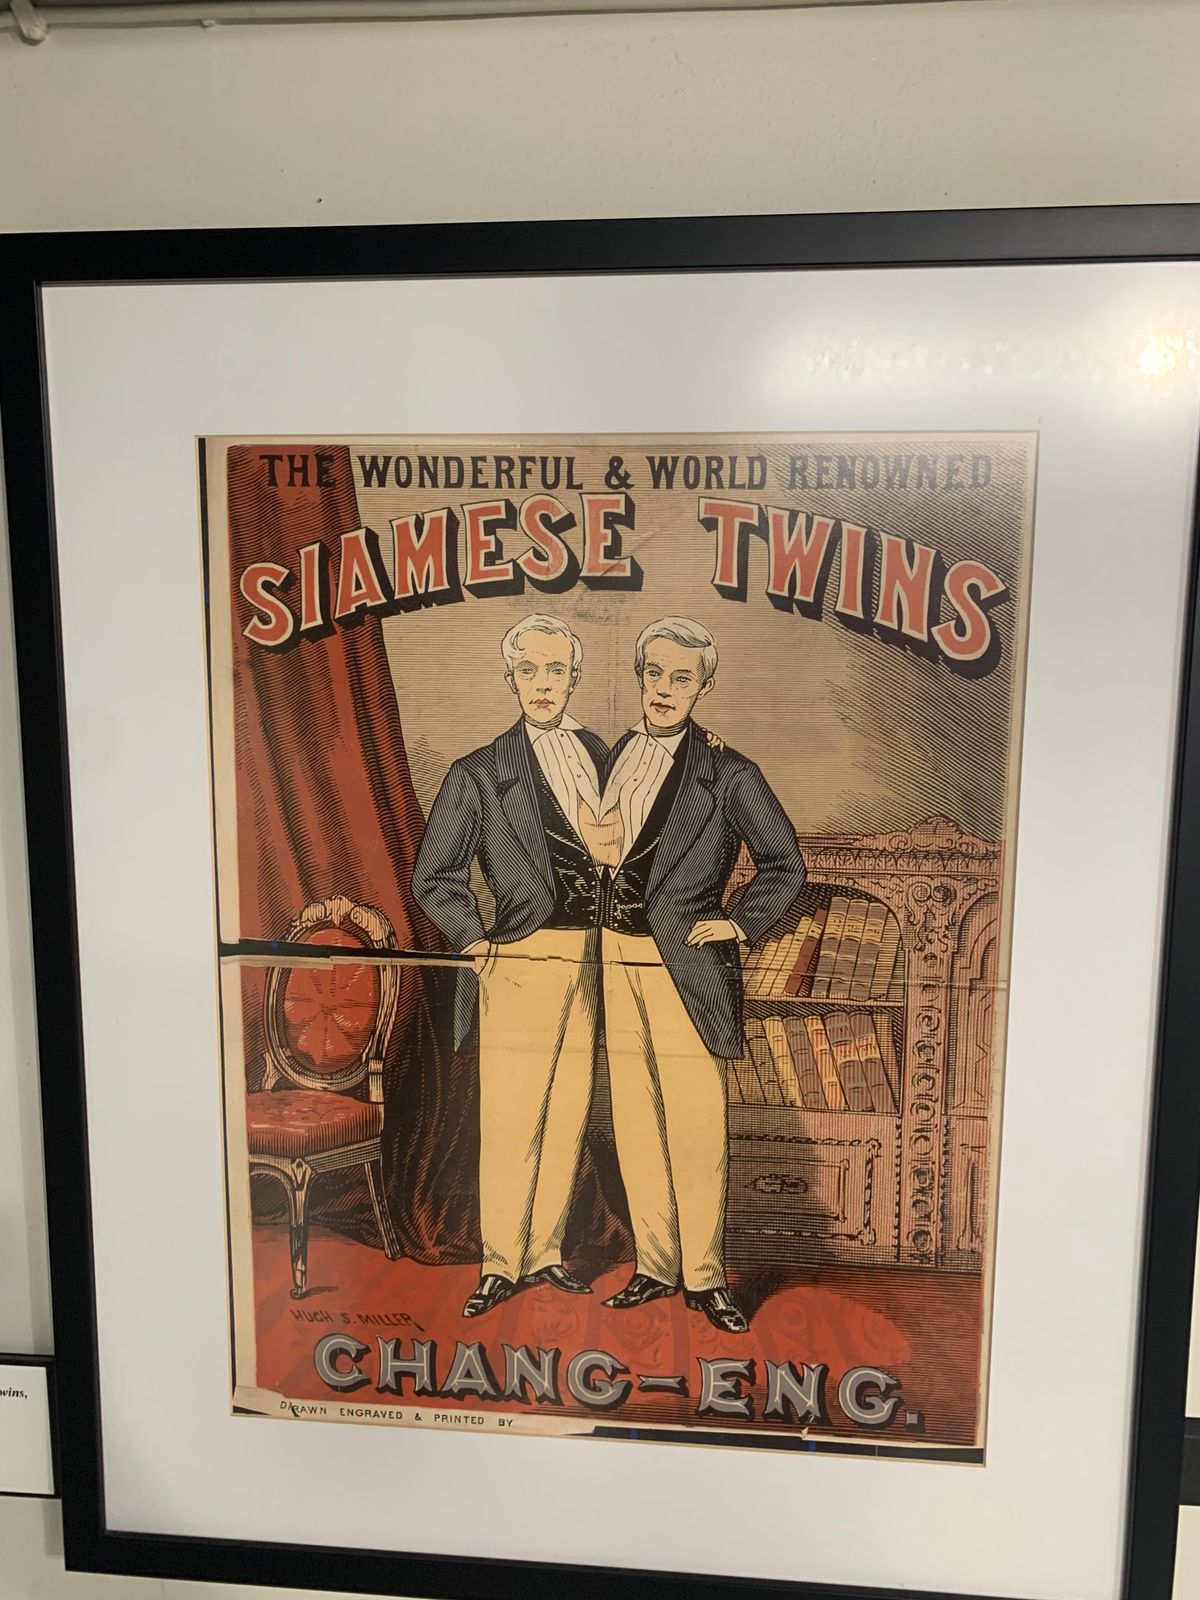 THE WONDERFUL & WORLD RENOWNED
SIAMESE TWINS
HUGH S. MILLER
CHANG-ENG.
DRAWN ENGRAVED & PRINTED BY
wins,